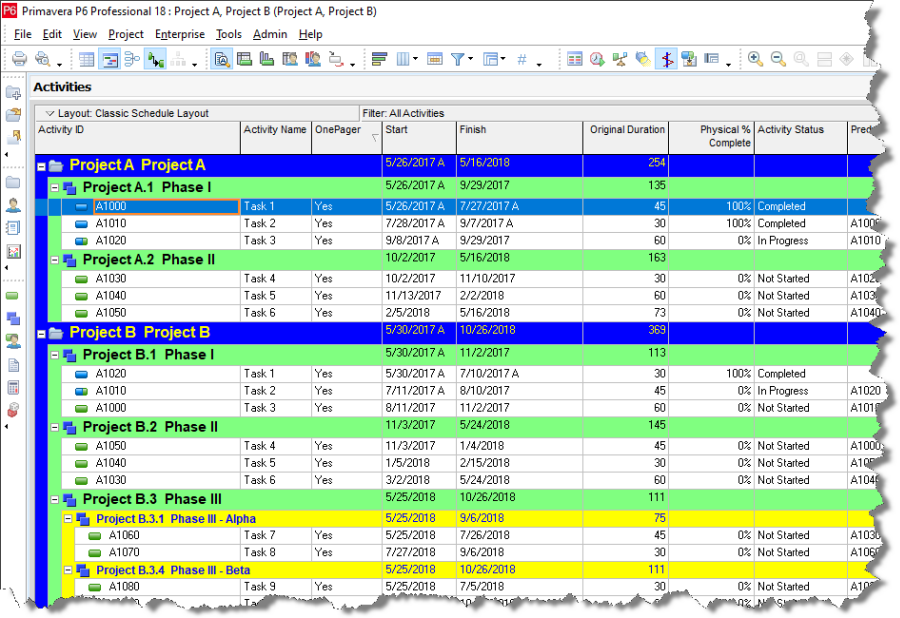 P6 Primavera P6 Professional 18 : Project A, Project B (Project A, Project B)
File Edit View Project Enterprise Tools Admin Help
Activities
Layout: Classic Schedule Layout Filter: All Activities
Activity ID Activity Name OnePager Start Finish Original Duration Physical % Complete Activity Status Pred
Project A Project A 5/26/2017 A 5/16/2018 254
Project A.1 Phase I 5/26/2017 A 9/29/2017 135
A1000 Task 1 Yes 5/26/2017 A 7/27/2017 A 45 100% Completed
A1010 Task 2 Yes 7/28/2017 A 9/7/2017 A 30 100% Completed A1000
A1020 Task 3 Yes 9/8/2017 A 9/29/2017 60 0% In Progress A1010
Project A.2 Phase II 10/2/2017 5/16/2018 163
A1030 Task 4 Yes 10/2/2017 11/10/2017 30 0% Not Started
A1040 Task 5 Yes 11/13/2017 2/2/2018 60 0% Not Started
A1050 Task 6 Yes 2/5/2018 5/16/2018 73 0% Not Started A1040
Project B Project B 5/30/2017 A 10/26/2018 369
Project B.1 Phase I 5/30/2017 A 11/2/2017 113
A1020 Task 1 Yes 5/30/2017 A 7/10/2017 A 30 100% Completed
A1010 Task 2 Yes 7/11/2017 A 8/10/2017 45 0% In Progress A1020
A1000 Task 3 Yes 8/11/2017 11/2/2017 60 0% Not Started A1010
Project B.2 Phase II 11/3/2017 5/24/2018 145
A1050 Task 4 Yes 11/3/2017 1/4/2018 45 0% Not Started A1000
A1040 Task 5 Yes 1/5/2018 2/15/2018 30 0% Not Started
A1030 Task 6 Yes 3/2/2018 5/24/2018 60 0% Not Started
Project B.3 Phase III 5/25/2018 10/26/2018 111
Project B.3.1 Phase III - Alpha 5/25/2018 9/6/2018 75
A1060 Task 7 Yes 5/25/2018 7/26/2018 45 0% Not Started A1030
A1070 Task 8 Yes 7/27/2018 9/6/2018 30 0% Not Started A1060
Project B.3.4 Phase III - Beta 5/25/2018 10/26/2018 111
A1080 Task 9 Yes 5/25/2018 7/5/2018 30 0% Not Started